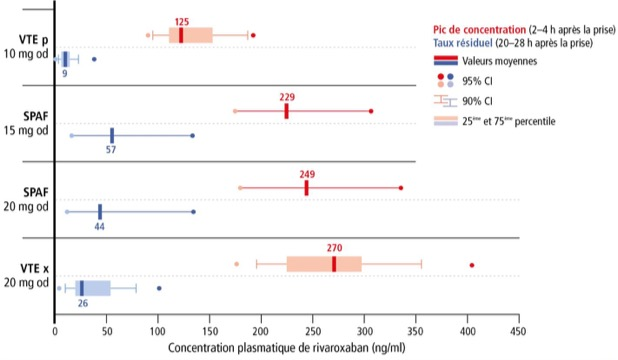 VTE p
10 mg od
125
9
SPAF
15 mg od
229
57
SPAF
20 mg od
249
44
VTE x
20 mg od
270
26
0 50 100 150 200 250 300 350 400 450
Concentration plasmatique de rivaroxaban (ng/ml)
Pic de concentration (2–4 h après la prise)
Taux résiduel (20–28 h après la prise)
Valeurs moyennes
95% CI
90% CI
25ème et 75ème percentile